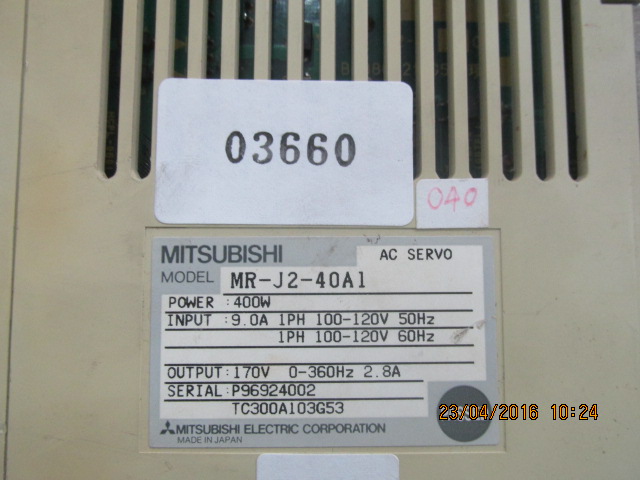 03660
040
MITSUBISHI AC SERVO
MODEL MR-J2-40A1
POWER :400W
INPUT :9.0A 1PH 100-120V 50Hz
1PH 100-120V 60Hz
OUTPUT:170V 0-360Hz 2.8A
SERIAL:P96924002
TC300A103G53
MITSUBISHI ELECTRIC CORPORATION
MADE IN JAPAN
23/04/2016 10:24